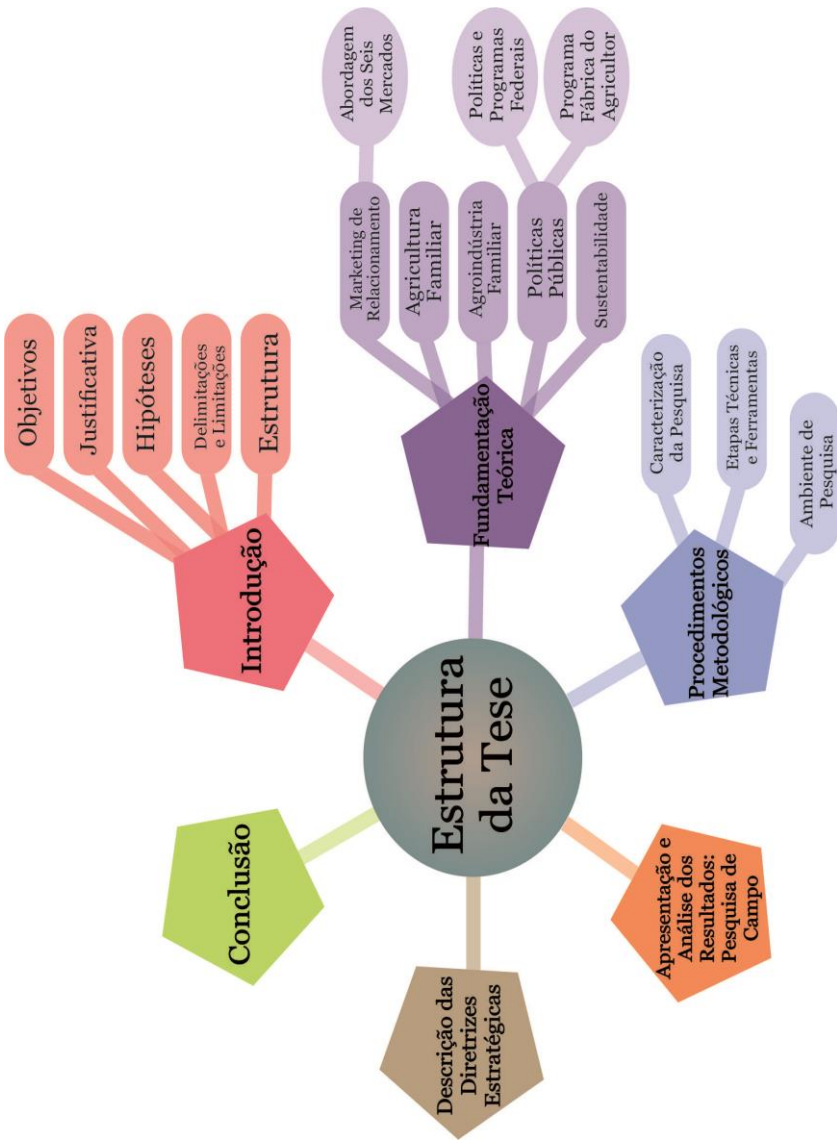 Estrutura
da Tese
Introdução
Objetivos
Justificativa
Hipóteses
Delimitações
e Limitações
Estrutura
Fundamentação
Teórica
Marketing de
Relacionamento
Abordagem
dos Seis
Mercados
Agricultura
Familiar
Agroindústria
Familiar
Políticas
Públicas
Políticas e
Programas
Federais
Programa
Fábrica do
Agricultor
Sustentabilidade
Procedimentos
Metodológicos
Caracterização
da Pesquisa
Etapas Técnicas
e Ferramentas
Ambiente de
Pesquisa
Apresentação e
Análise dos
Resultados:
Pesquisa de
Campo
Descrição das
Diretrizes
Estratégicas
Conclusão